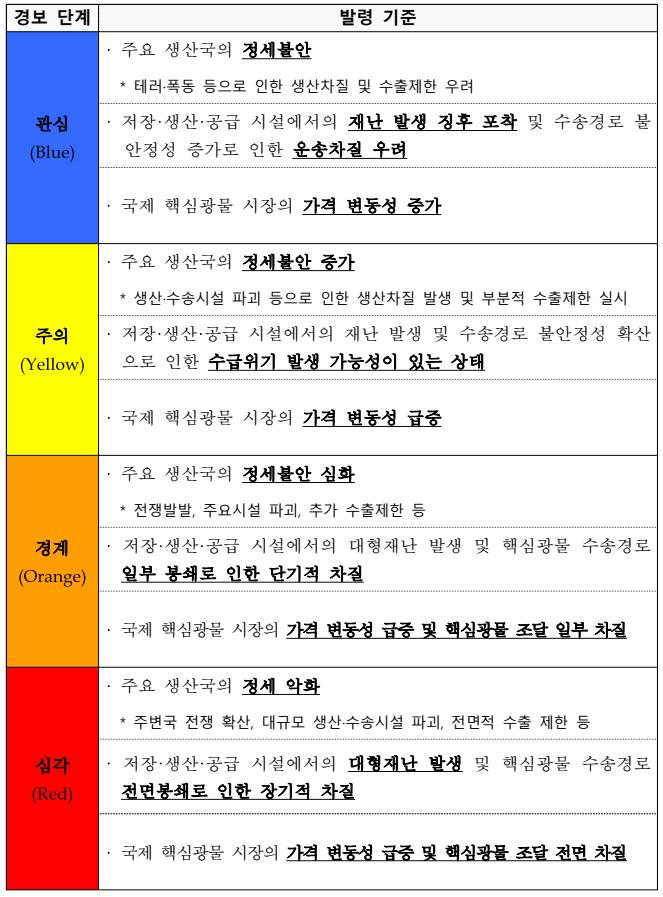 경보 단계
발령 기준
관심
(Blue)
· 주요 생산국의 정세불안
* 테러·폭동 등으로 인한 생산차질 및 수출제한 우려
· 저장·생산·공급 시설에서의 재난 발생 징후 포착 및 수송경로 불
안정성 증가로 인한 운송차질 우려
· 국제 핵심광물 시장의 가격 변동성 증가
주의
(Yellow)
· 주요 생산국의 정세불안 증가
* 생산·수송시설 파괴 등으로 인한 생산차질 발생 및 부분적 수출제한 실시
· 저장·생산·공급 시설에서의 재난 발생 및 수송경로 불안정성 확산
으로 인한 수급위기 발생 가능성이 있는 상태
· 국제 핵심광물 시장의 가격 변동성 급증
경계
(Orange)
· 주요 생산국의 정세불안 심화
* 전쟁발발, 주요시설 파괴, 추가 수출제한 등
· 저장·생산·공급 시설에서의 대형재난 발생 및 핵심광물 수송경로
일부 봉쇄로 인한 단기적 차질
· 국제 핵심광물 시장의 가격 변동성 급증 및 핵심광물 조달 일부 차질
심각
(Red)
· 주요 생산국의 정세 악화
* 주변국 전쟁 확산, 대규모 생산·수송시설 파괴, 전면적 수출 제한 등
· 저장·생산·공급 시설에서의 대형재난 발생 및 핵심광물 수송경로
전면봉쇄로 인한 장기적 차질
· 국제 핵심광물 시장의 가격 변동성 급증 및 핵심광물 조달 전면 차질